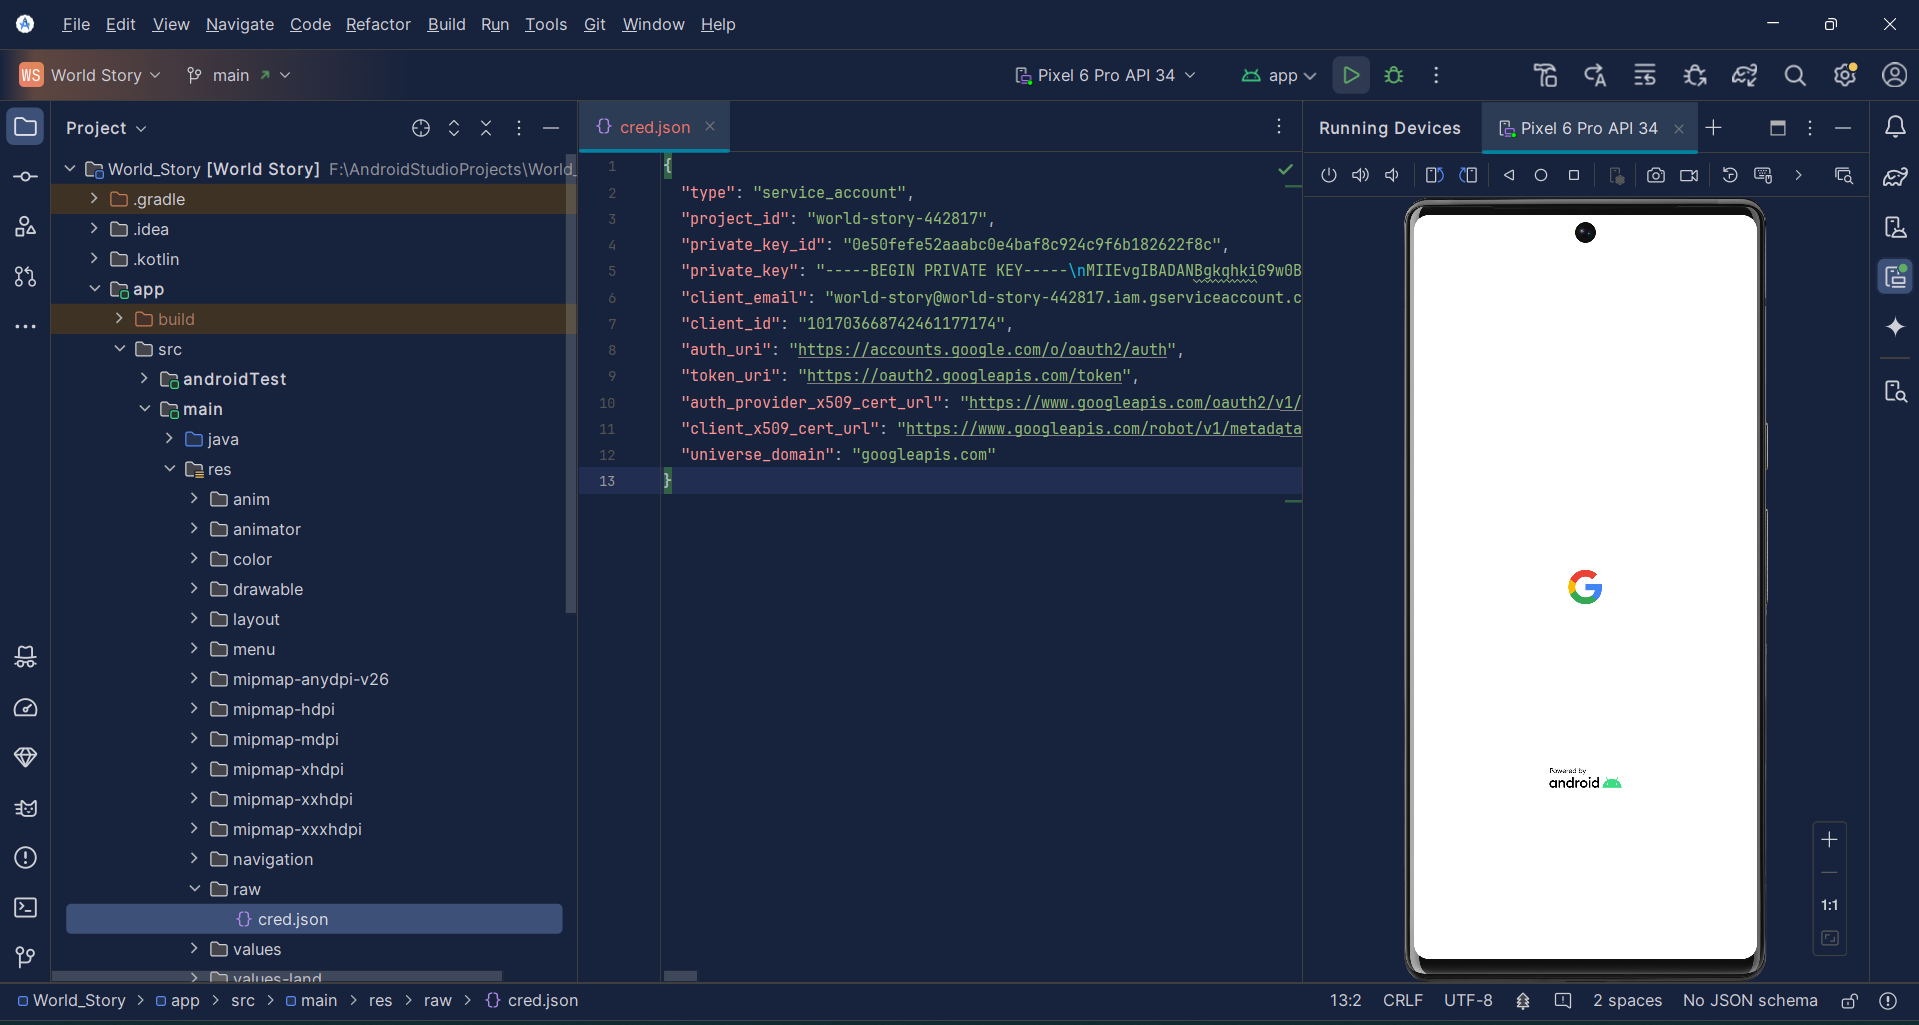 File Edit View Navigate Code Refactor Build Run Tools Git Window Help
WS World Story main Pixel 6 Pro API 34 app
Project
World_Story [World Story] F:\AndroidStudioProjects\World_
.gradle
.idea
.kotlin
app
build
src
androidTest
main
java
res
anim
animator
color
drawable
layout
menu
mipmap-anydpi-v26
mipmap-hdpi
mipmap-mdpi
mipmap-xhdpi
mipmap-xxhdpi
mipmap-xxxhdpi
navigation
raw
cred.json
values
values-land
cred.json
1 {
2 "type": "service_account",
3 "project_id": "world-story-442817",
4 "private_key_id": "0e50fefe52aaabc0e4baf8c924c9f6b182622f8c",
5 "private_key": "-----BEGIN PRIVATE KEY-----\nMIIEvgIBADANBgkqhkiG9w0B
6 "client_email": "world-story@world-story-442817.iam.gserviceaccount.c
7 "client_id": "101703668742461177174",
8 "auth_uri": "https://accounts.google.com/o/oauth2/auth",
9 "token_uri": "https://oauth2.googleapis.com/token",
10 "auth_provider_x509_cert_url": "https://www.googleapis.com/oauth2/v1/
11 "client_x509_cert_url": "https://www.googleapis.com/robot/v1/metadata
12 "universe_domain": "googleapis.com"
13 }
Running Devices Pixel 6 Pro API 34
Powered by
android
1:1
World_Story app src main res raw cred.json
13:2 CRLF UTF-8 2 spaces No JSON schema